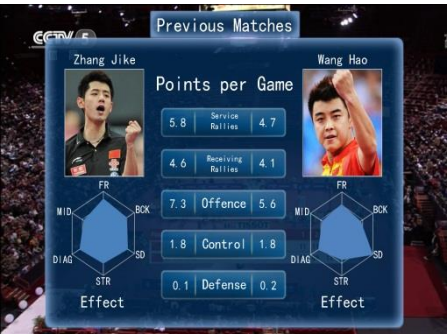 CCTV 5
Previous Matches
Zhang Jike
Wang Hao
Points per Game
5.8 Service Rallies 4.7
4.6 Receiving Rallies 4.1
7.3 Offence 5.6
1.8 Control 1.8
0.1 Defense 0.2
FR
MID
BCK
DIAG
SD
STR
Effect
FR
MID
BCK
DIAG
SD
STR
Effect